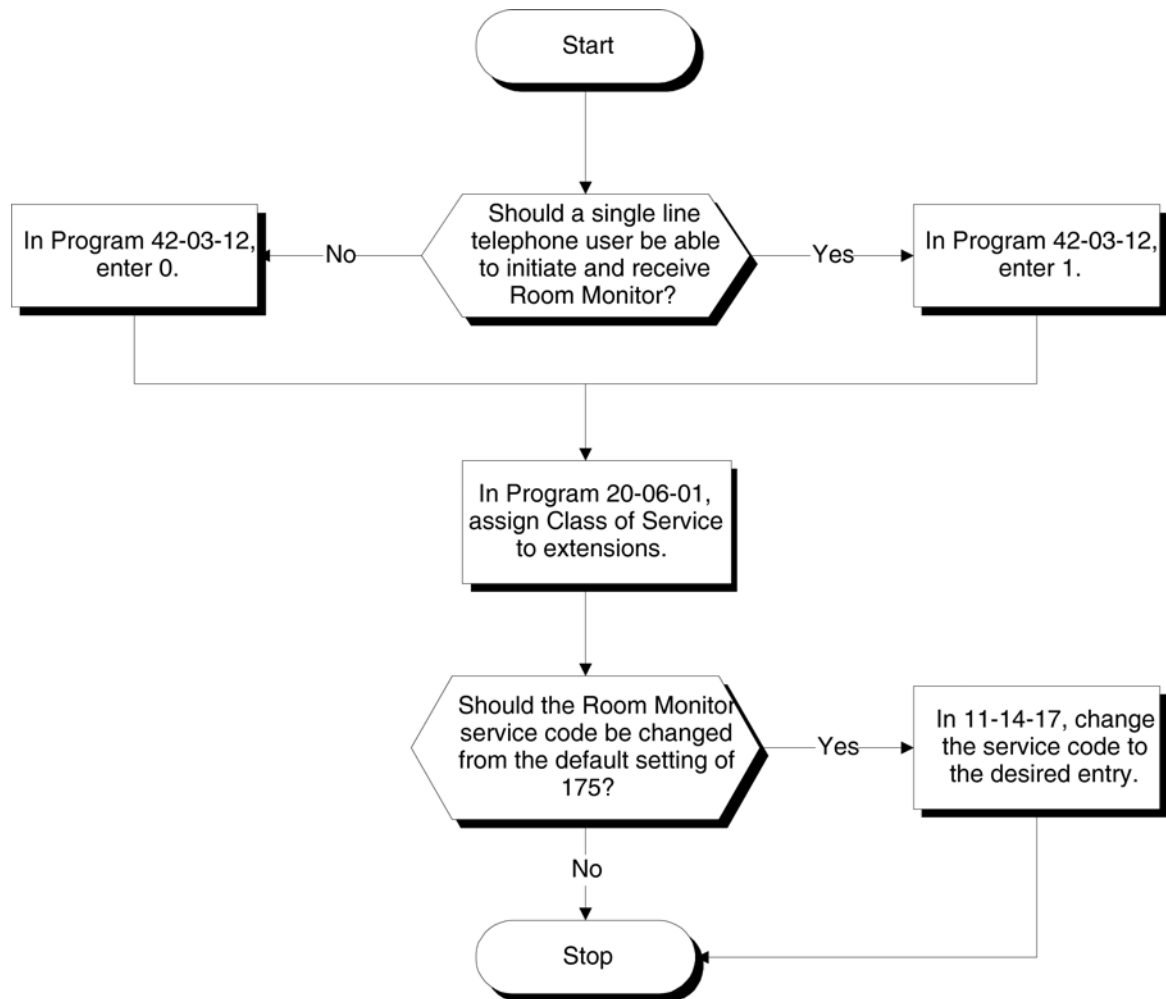 Start
Should a single line
telephone user be able
to initiate and receive
Room Monitor?
No
Yes
In Program 42-03-12,
enter 0.
In Program 42-03-12,
enter 1.
In Program 20-06-01,
assign Class of Service
to extensions.
Should the Room Monitor
service code be changed
from the default setting of
175?
Yes
In 11-14-17, change
the service code to
the desired entry.
No
Stop